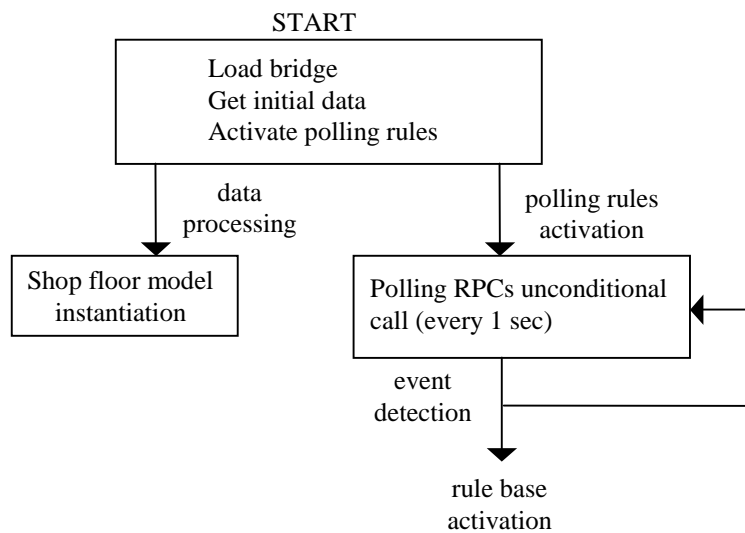 START
Load bridge
Get initial data
Activate polling rules
data
processing
polling rules
activation
Shop floor model
instantiation
Polling RPCs unconditional
call (every 1 sec)
event
detection
rule base
activation